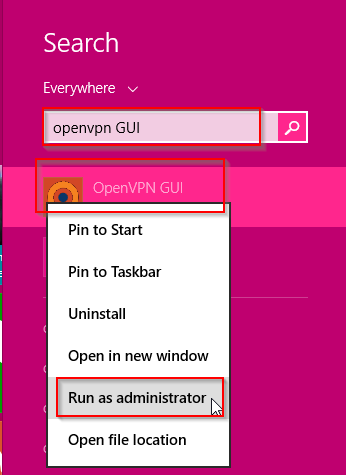 Search
Everywhere
openvpn GUI
OpenVPN GUI
Pin to Start
Pin to Taskbar
Uninstall
Open in new window
Run as administrator
Open file location